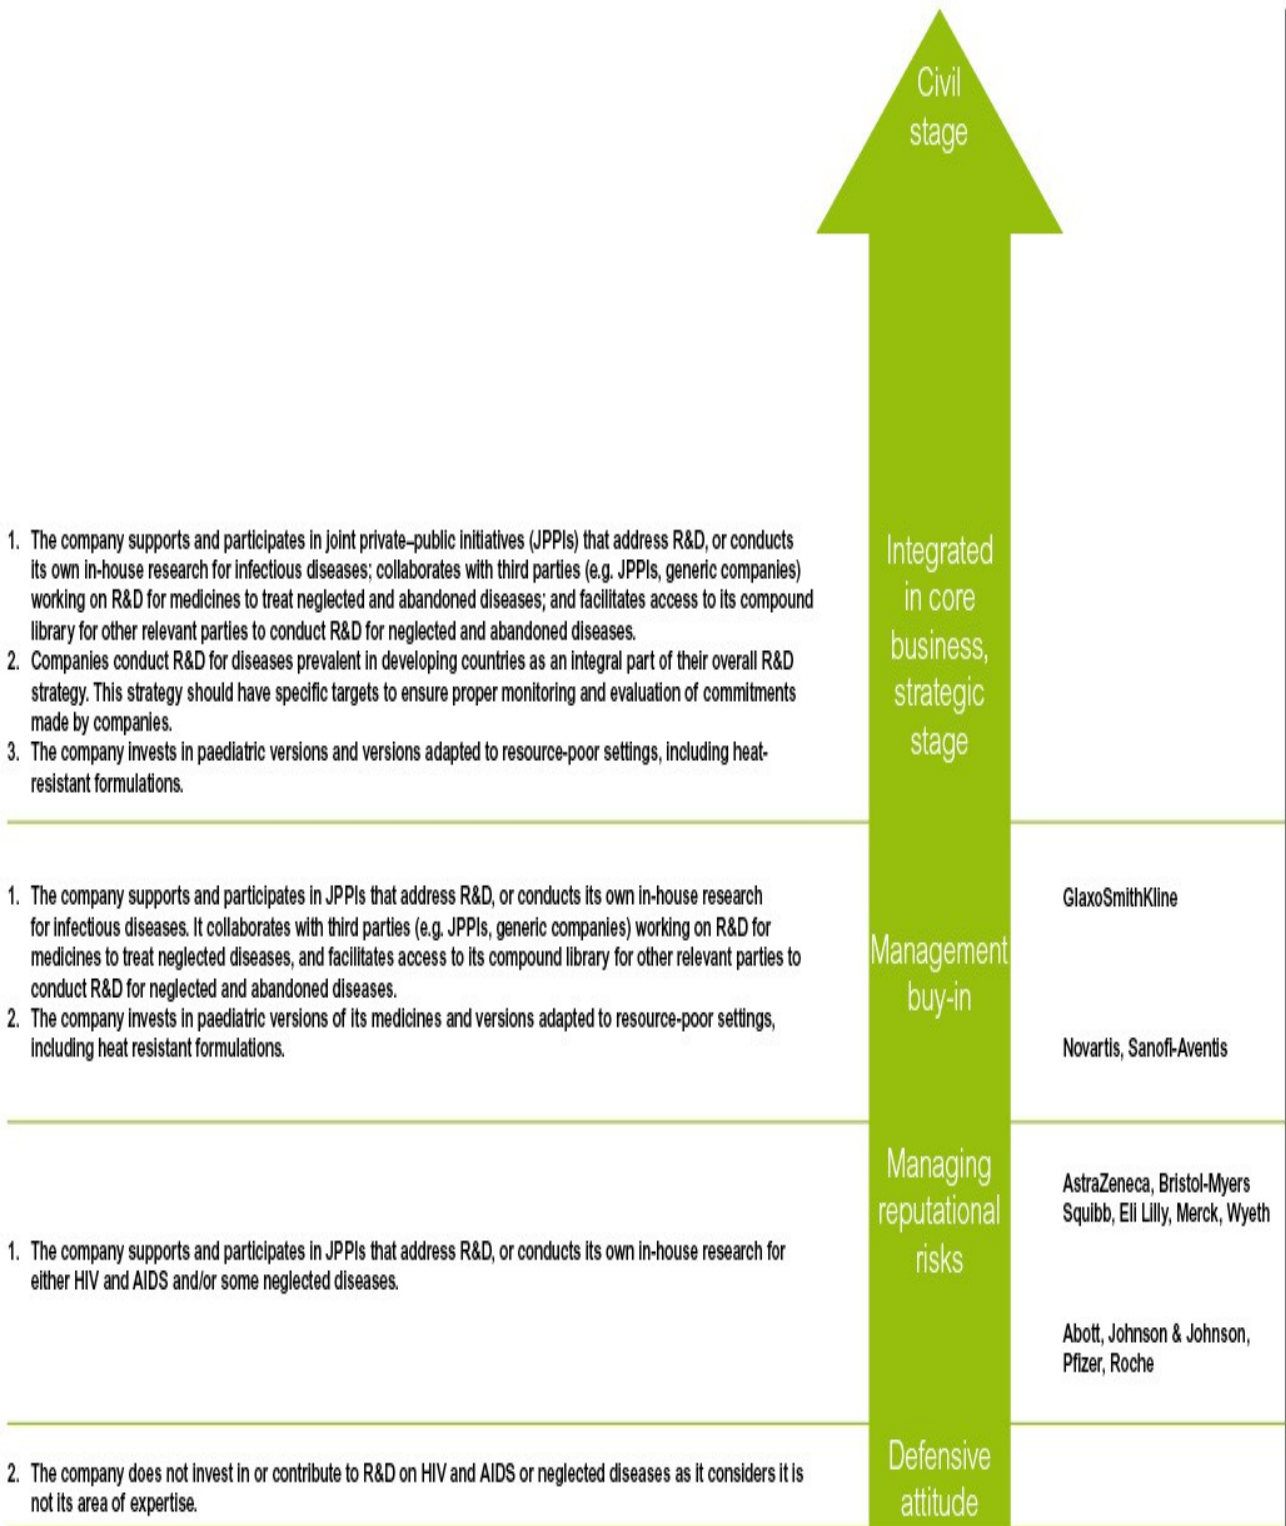 Civil
stage
1. The company supports and participates in joint private–public initiatives (JPPIs) that address R&D, or conducts
its own in-house research for infectious diseases; collaborates with third parties (e.g. JPPIs, generic companies)
working on R&D for medicines to treat neglected and abandoned diseases; and facilitates access to its compound
library for other relevant parties to conduct R&D for neglected and abandoned diseases.
2. Companies conduct R&D for diseases prevalent in developing countries as an integral part of their overall R&D
strategy. This strategy should have specific targets to ensure proper monitoring and evaluation of commitments
made by companies.
3. The company invests in paediatric versions and versions adapted to resource-poor settings, including heat-
resistant formulations.
Integrated
in core
business,
strategic
stage
1. The company supports and participates in JPPIs that address R&D, or conducts its own in-house research
for infectious diseases. It collaborates with third parties (e.g. JPPIs, generic companies) working on R&D for
medicines to treat neglected diseases, and facilitates access to its compound library for other relevant parties to
conduct R&D for neglected and abandoned diseases.
2. The company invests in paediatric versions of its medicines and versions adapted to resource-poor settings,
including heat resistant formulations.
Management
buy-in
GlaxoSmithKline
Novartis, Sanofi-Aventis
1. The company supports and participates in JPPIs that address R&D, or conducts its own in-house research for
either HIV and AIDS and/or some neglected diseases.
Managing
reputational
risks
AstraZeneca, Bristol-Myers
Squibb, Eli Lilly, Merck, Wyeth
Abott, Johnson & Johnson,
Pfizer, Roche
2. The company does not invest in or contribute to R&D on HIV and AIDS or neglected diseases as it considers it is
not its area of expertise.
Defensive
attitude